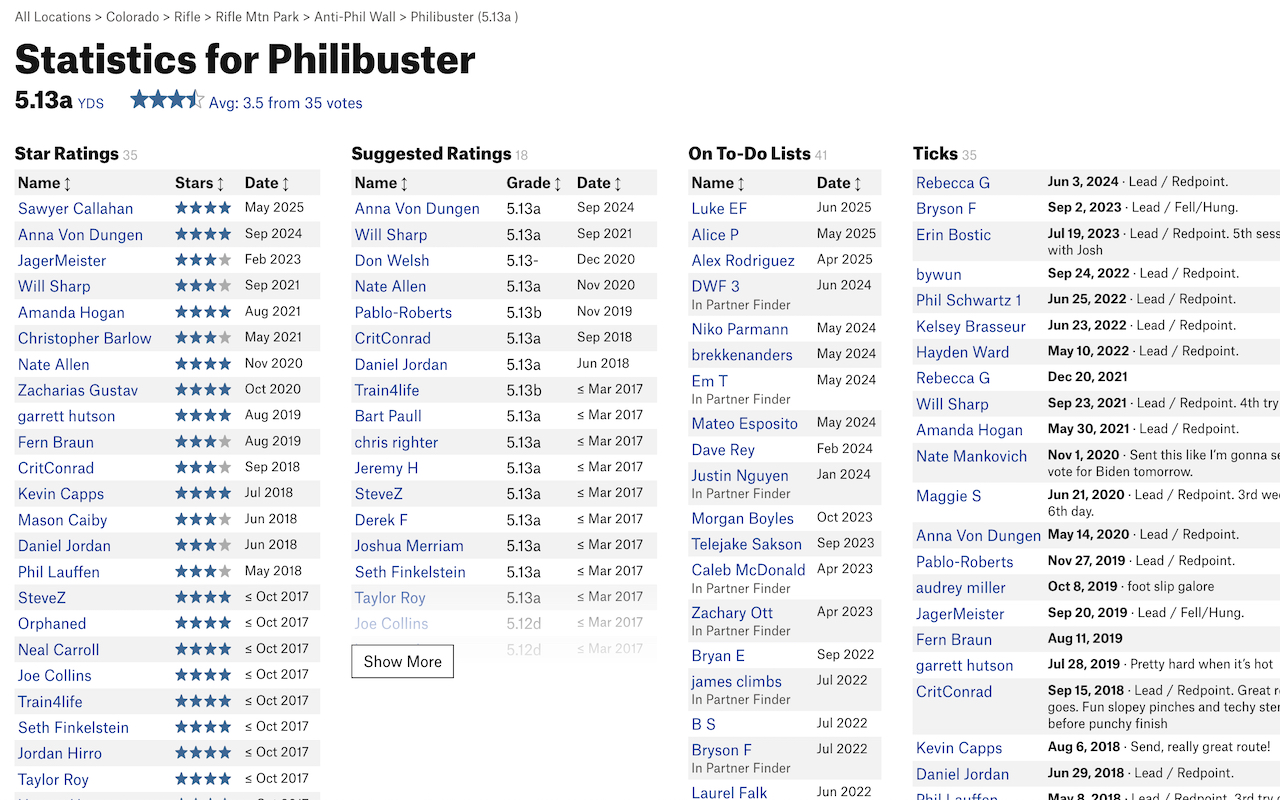 All Locations > Colorado > Rifle > Rifle Mtn Park > Anti-Phil Wall > Philibuster (5.13a )
Statistics for Philibuster
5.13a YDS Avg: 3.5 from 35 votes
Star Ratings 35
Name Stars Date
Sawyer Callahan May 2025
Anna Von Dungen Sep 2024
JagerMeister Feb 2023
Will Sharp Sep 2021
Amanda Hogan Aug 2021
Christopher Barlow May 2021
Nate Allen Nov 2020
Zacharias Gustav Oct 2020
garrett hutson Aug 2019
Fern Braun Aug 2019
CritConrad Sep 2018
Kevin Capps Jul 2018
Mason Caiby Jun 2018
Daniel Jordan Jun 2018
Phil Lauffen May 2018
SteveZ ≤ Oct 2017
Orphaned ≤ Oct 2017
Neal Carroll ≤ Oct 2017
Joe Collins ≤ Oct 2017
Train4life ≤ Oct 2017
Seth Finkelstein ≤ Oct 2017
Jordan Hirro ≤ Oct 2017
Taylor Roy ≤ Oct 2017
Suggested Ratings 18
Name Grade Date
Anna Von Dungen 5.13a Sep 2024
Will Sharp 5.13a Sep 2021
Don Welsh 5.13- Dec 2020
Nate Allen 5.13a Nov 2020
Pablo-Roberts 5.13b Nov 2019
CritConrad 5.13a Sep 2018
Daniel Jordan 5.13a Jun 2018
Train4life 5.13b ≤ Mar 2017
Bart Paull 5.13a ≤ Mar 2017
chris righter 5.13a ≤ Mar 2017
Jeremy H 5.13a ≤ Mar 2017
SteveZ 5.13a ≤ Mar 2017
Derek F 5.13a ≤ Mar 2017
Joshua Merriam 5.13a ≤ Mar 2017
Seth Finkelstein 5.13a ≤ Mar 2017
Taylor Roy 5.13a ≤ Mar 2017
Joe Collins 5.12d ≤ Mar 2017
5.12d ≤ Mar 2017
Show More
On To-Do Lists 41
Name Date
Luke EF Jun 2025
Alice P May 2025
Alex Rodriguez Apr 2025
DWF 3 Jun 2024
In Partner Finder
Niko Parmann May 2024
brekkenanders May 2024
Em T May 2024
In Partner Finder
Mateo Esposito May 2024
Dave Rey Feb 2024
Justin Nguyen Jan 2024
In Partner Finder
Morgan Boyles Oct 2023
Telejake Sakson Sep 2023
Caleb McDonald Apr 2023
In Partner Finder
Zachary Ott Apr 2023
In Partner Finder
Bryan E Sep 2022
james climbs Jul 2022
In Partner Finder
B S Jul 2022
Bryson F Jul 2022
In Partner Finder
Laurel Falk Jun 2022
Ticks 35
Rebecca G Jun 3, 2024 · Lead / Redpoint.
Bryson F Sep 2, 2023 · Lead / Fell/Hung.
Erin Bostic Jul 19, 2023 · Lead / Redpoint. 5th
with Josh
bywun Sep 24, 2022 · Lead / Redpoint.
Phil Schwartz 1 Jun 25, 2022 · Lead / Redpoint.
Kelsey Brasseur Jun 23, 2022 · Lead / Redpoint.
Hayden Ward May 10, 2022 · Lead / Redpoint.
Rebecca G Dec 20, 2021
Will Sharp Sep 23, 2021 · Lead / Redpoint. 4th try
Amanda Hogan May 30, 2021 · Lead / Redpoint.
Nate Mankovich Nov 1, 2020 · Sent this like I'm gonna
vote for Biden tomorrow.
Maggie S Jun 21, 2020 · Lead / Redpoint. 3rd
6th day.
Anna Von Dungen May 14, 2020 · Lead / Redpoint.
Pablo-Roberts Nov 27, 2019 · Lead / Redpoint.
audrey miller Oct 8, 2019 · foot slip galore
JagerMeister Sep 20, 2019 · Lead / Fell/Hung.
Fern Braun Aug 11, 2019
garrett hutson Jul 28, 2019 · Pretty hard when it's hot
CritConrad Sep 15, 2018 · Lead / Redpoint. Great
goes. Fun slopey pinches and techy
before punchy finish
Kevin Capps Aug 6, 2018 · Send, really great route!
Daniel Jordan Jun 29, 2018 · Lead / Redpoint.
Phil Lauffen May 8, 2018 · Lead / Redpoint. 3rd try